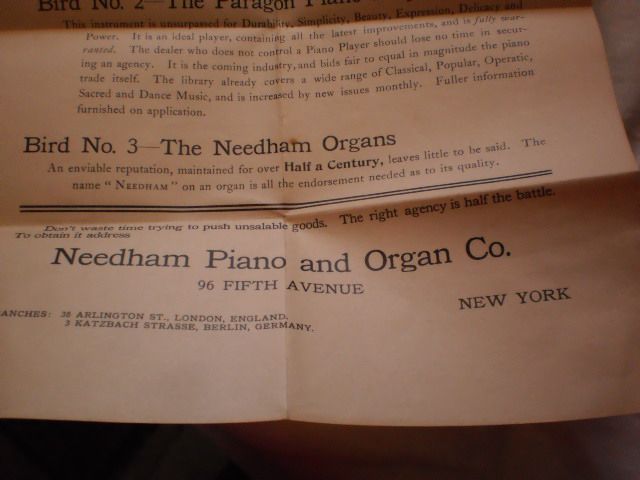 Bird No. 2—The Paragon Piano
This instrument is unsurpassed for Durability, Simplicity, Beauty, Expression, Delicacy and
Power. It is an ideal player, containing all the latest improvements, and is fully war-
ranted. The dealer who does not control a Piano Player should lose no time in secur-
ing an agency. It is the coming industry, and bids fair to equal in magnitude the piano
trade itself. The library already covers a wide range of Classical, Popular, Operatic,
Sacred and Dance Music, and is increased by new issues monthly. Fuller information
furnished on application.
Bird No. 3—The Needham Organs
An enviable reputation, maintained for over Half a Century, leaves little to be said. The
name "NEEDHAM" on an organ is all the endorsement needed as to its quality.
Don't waste time trying to push unsalable goods. The right agency is half the battle.
To obtain it address
Needham Piano and Organ Co.
96 FIFTH AVENUE
NEW YORK
ANCHES: 38 ARLINGTON ST., LONDON, ENGLAND.
3 KATZBACH STRASSE, BERLIN, GERMANY.